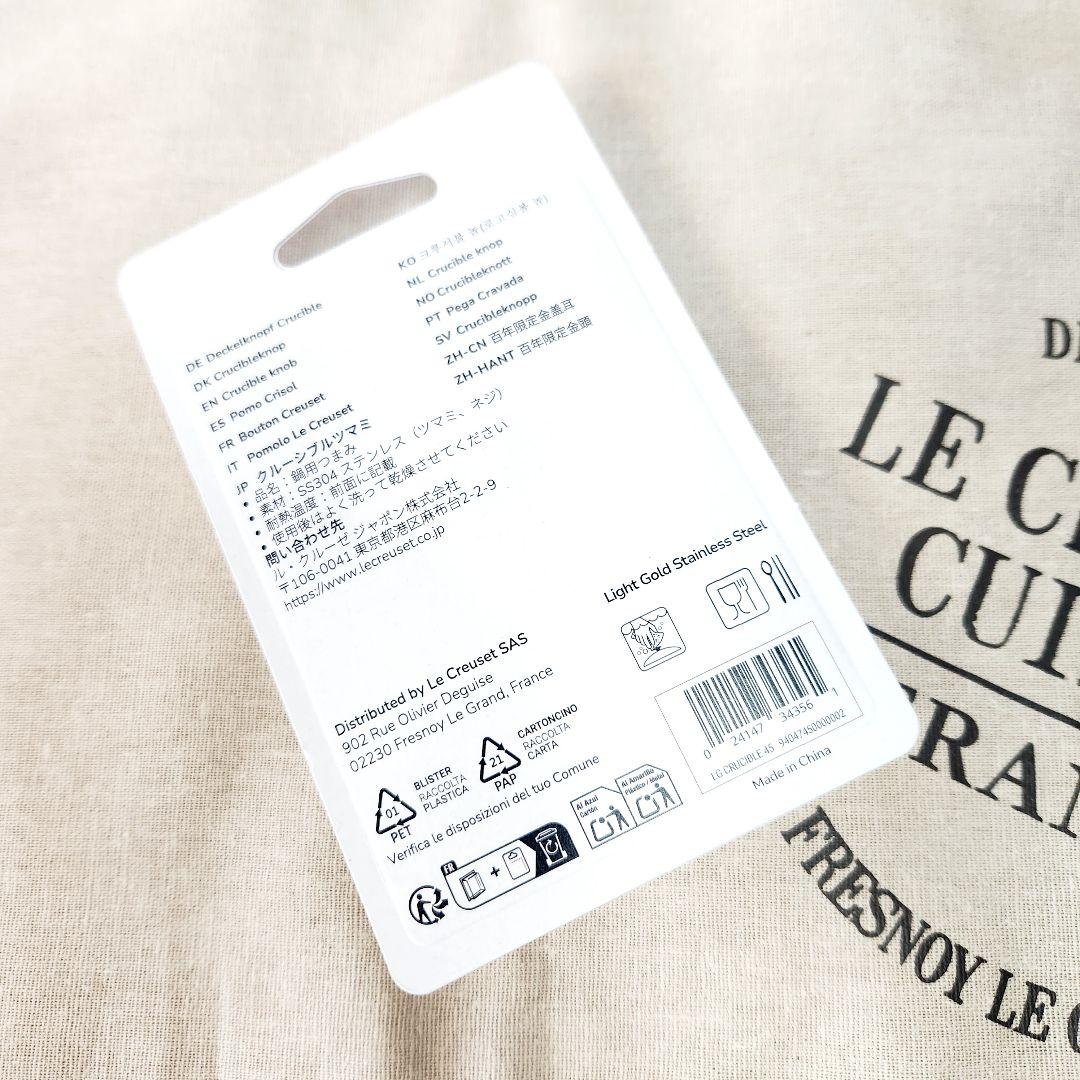 DE Deckelknopf Crucible
DK Crucibleknop
EN Crucible knob
ES Pomo Crisol
FR Bouton Creuset
IT Pomolo Le Creuset
JP クルーシブルツマミ
• 品名：鍋用つまみ
• 素材：SS304 ステンレス（ツマミ、ネジ）
• 耐熱温度：前面に記載
• 使用後はよく洗って乾燥させてください
問い合わせ先
ル・クルーゼ ジャポン株式会社
〒106-0041 東京都港区麻布台2-2-9
https://www.lecreuset.co.jp
KO 크루서블 놉(로고심볼 놉)
NL Crucible knop
NO Crucibleknott
PT Pega Cravada
SV Crucibleknopp
ZH-CN 百年限定金盖耳
ZH-HANT 百年限定金頭
Distributed by Le Creuset SAS
902 Rue Olivier Deguise
02230 Fresnoy Le Grand, France
01
PET
BLISTER
RACCOLTA
PLASTICA
21
PAP
CARTONCINO
RACCOLTA
CARTA
Verifica le disposizioni del tuo Comune
FR
+
Al Azul
Cartón
Al Amarillo
Plástico / Metal
Light Gold Stainless Steel
0 24147 34356 1
LG CRUCIBLE 45 94047450000002
Made in China
LE
CUI
FRAN
FRESNOY LE